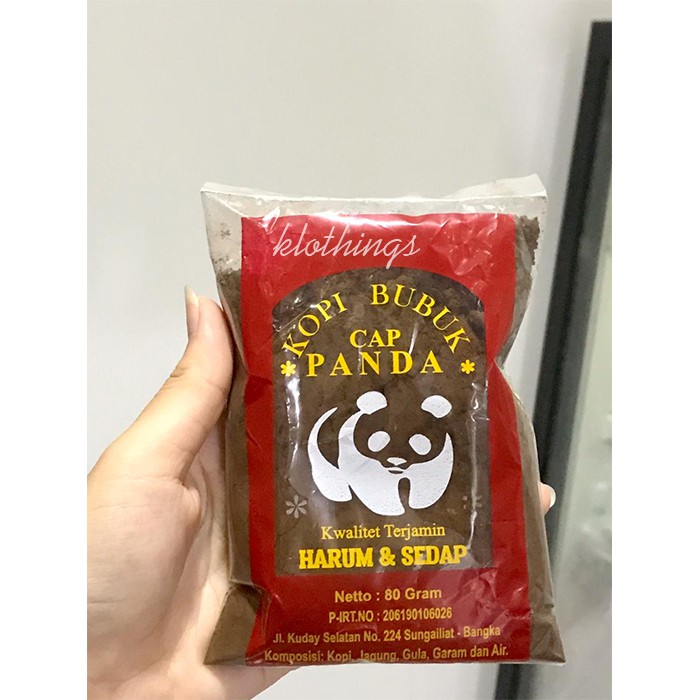 klothings
KOPI BUBUK
CAP
* PANDA *
Kwalitet Terjamin
HARUM & SEDAP
Netto : 80 Gram
P-IRT.NO : 206190106026
Jl. Kuday Selatan No. 224 Sungailiat - Bangka
Komposisi: Kopi, Jagung, Gula, Garam dan Air.